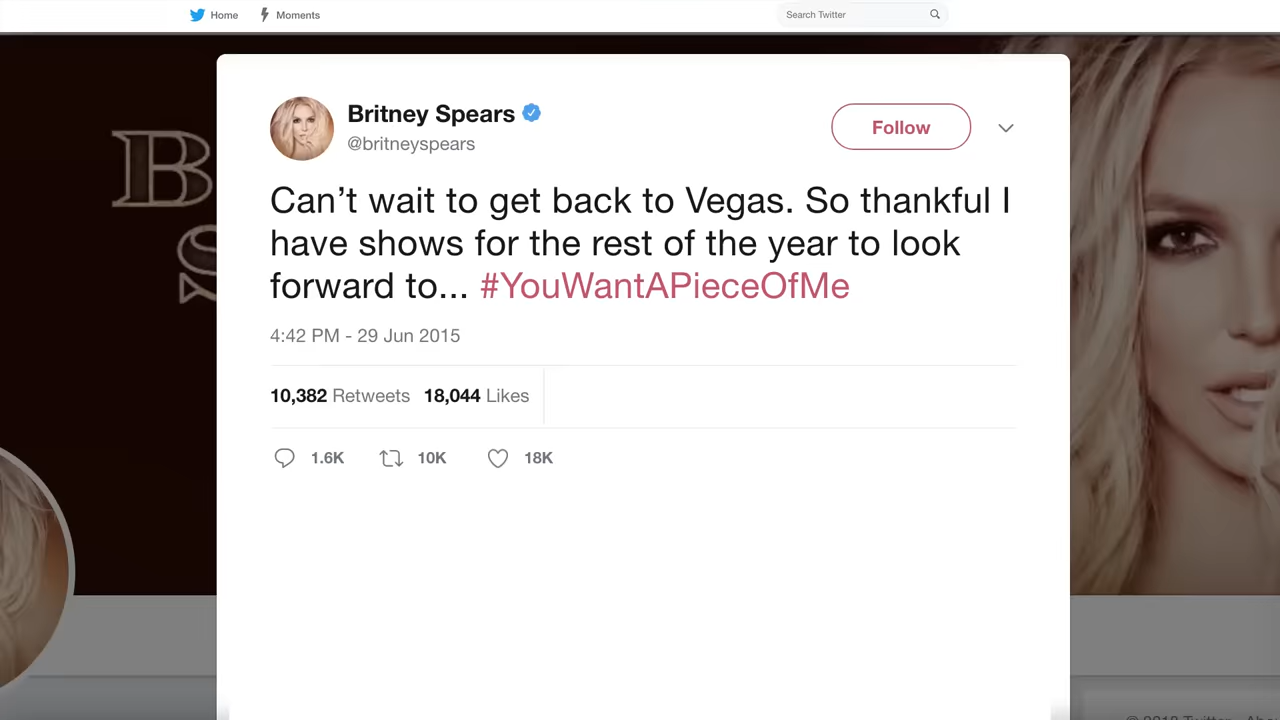 Home
Moments
Search Twitter
B
S
Britney Spears
@britneyspears
Follow
Can’t wait to get back to Vegas. So thankful I
have shows for the rest of the year to look
forward to... #YouWantAPieceOfMe
4:42 PM - 29 Jun 2015
10,382 Retweets 18,044 Likes
1.6K
10K
18K